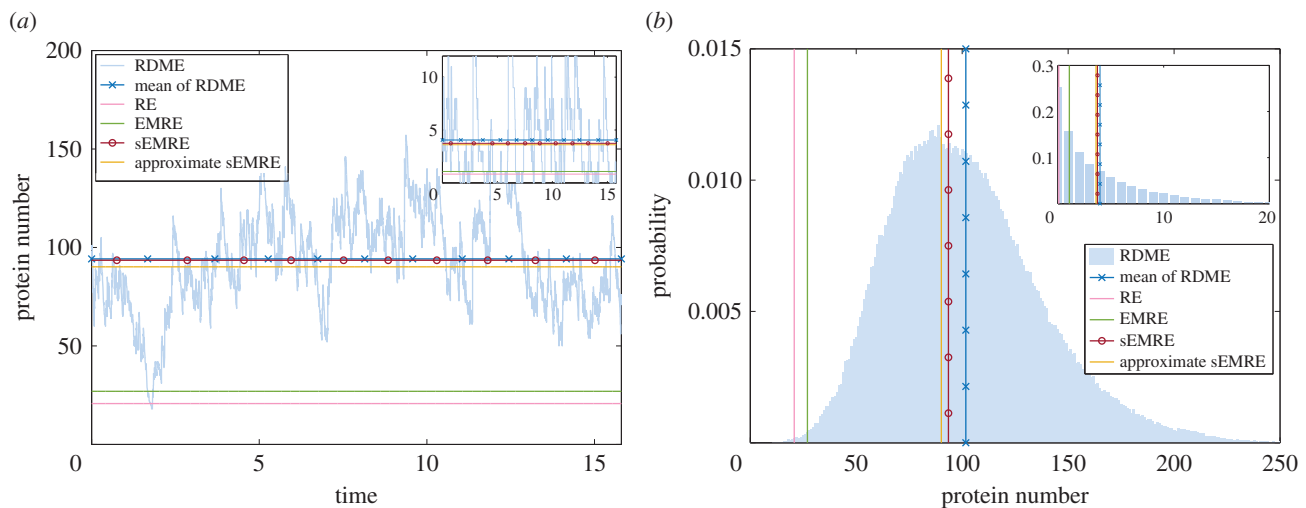 (a)
200
150
100
50
0
5
10
15
protein number
time
RDME
mean of RDME
RE
EMRE
sEMRE
approximate sEMRE
10
5
0
5
10
15
(b)
0.015
0.010
0.005
0
50
100
150
200
250
probability
protein number
0.3
0.2
0.1
0
10
20
RDME
mean of RDME
RE
EMRE
sEMRE
approximate sEMRE